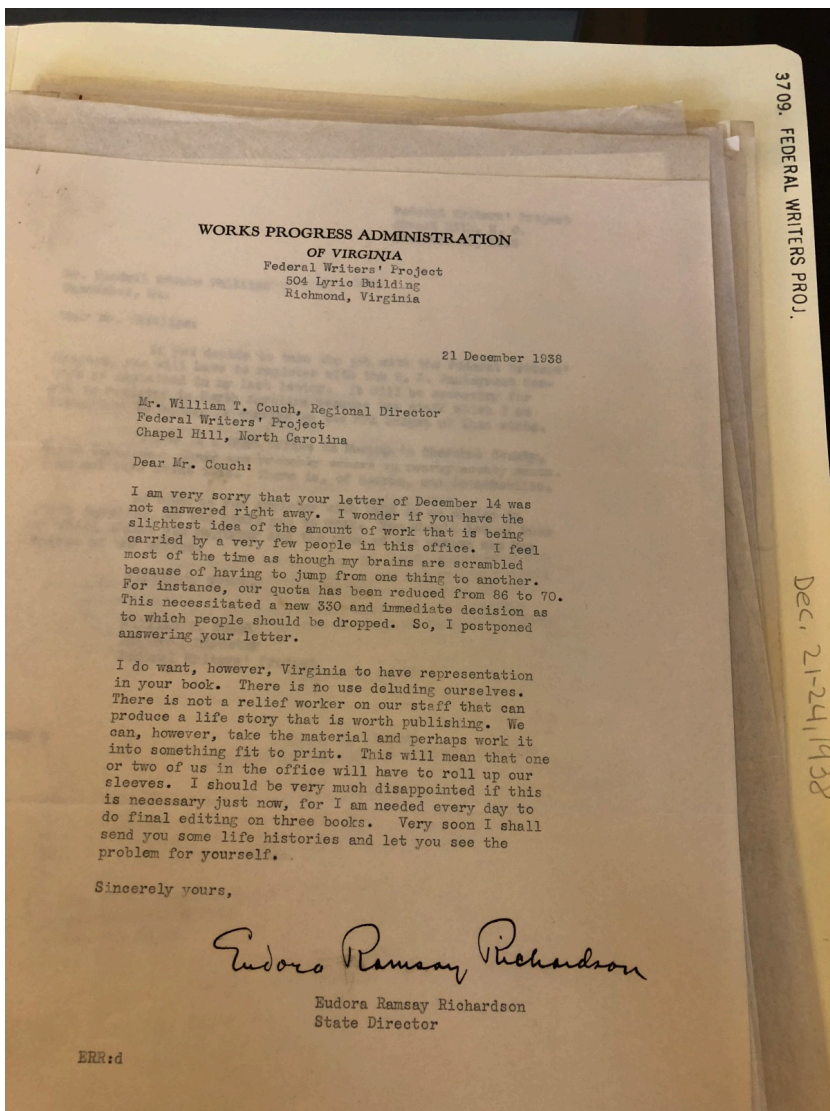 3709. FEDERAL WRITERS PROJ.
Dec. 21-24, 1938
WORKS PROGRESS ADMINISTRATION
OF VIRGINIA
Federal Writers' Project
504 Lyric Building
Richmond, Virginia
21 December 1938
Mr. William T. Couch, Regional Director
Federal Writers' Project
Chapel Hill, North Carolina
Dear Mr. Couch:
I am very sorry that your letter of December 14 was
not answered right away. I wonder if you have the
slightest idea of the amount of work that is being
carried by a very few people in this office. I feel
most of the time as though my brains are scrambled
because of having to jump from one thing to another.
For instance, our quota has been reduced from 86 to 70.
This necessitated a new 330 and immediate decision as
to which people should be dropped. So, I postponed
answering your letter.
I do want, however, Virginia to have representation
in your book. There is no use deluding ourselves.
There is not a relief worker on our staff that can
produce a life story that is worth publishing. We
can, however, take the material and perhaps work it
into something fit to print. This will mean that one
or two of us in the office will have to roll up our
sleeves. I should be very much disappointed if this
is necessary just now, for I am needed every day to
do final editing on three books. Very soon I shall
send you some life histories and let you see the
problem for yourself.
Sincerely yours,
Eudora Ramsay Richardson
Eudora Ramsay Richardson
State Director
ERR:d